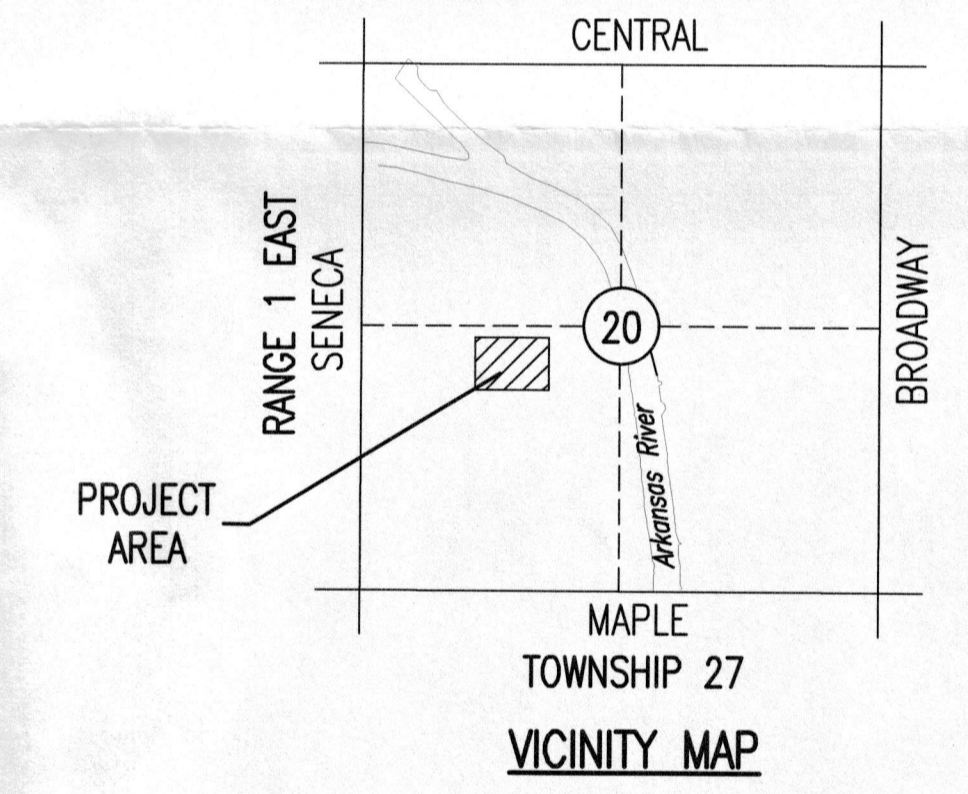 CENTRAL
RANGE 1 EAST
SENECA
BROADWAY
20
Arkansas River
PROJECT
AREA
MAPLE
TOWNSHIP 27
VICINITY MAP